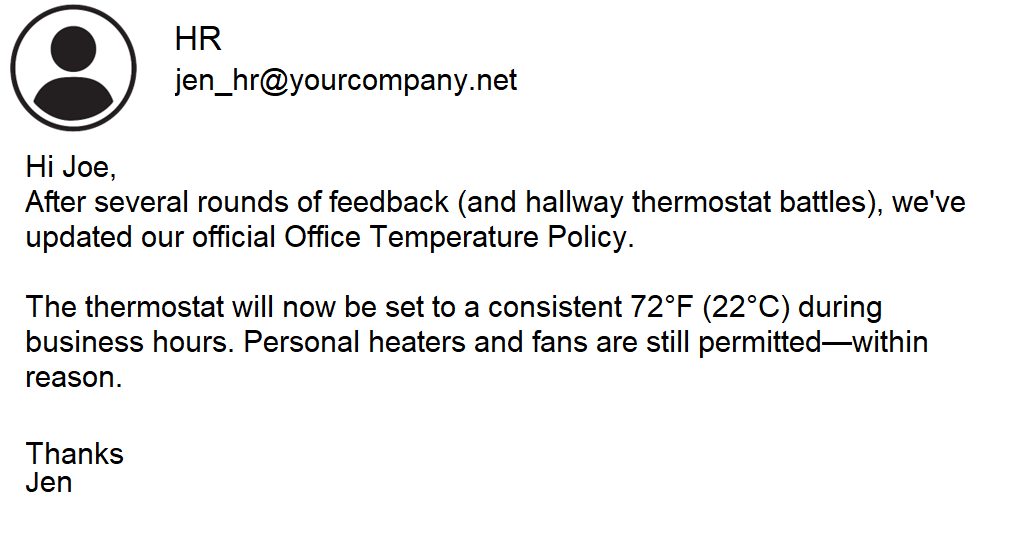 HR
jen_hr@yourcompany.net
Hi Joe,
After several rounds of feedback (and hallway thermostat battles), we've
updated our official Office Temperature Policy.
The thermostat will now be set to a consistent 72°F (22°C) during
business hours. Personal heaters and fans are still permitted—within
reason.
Thanks
Jen